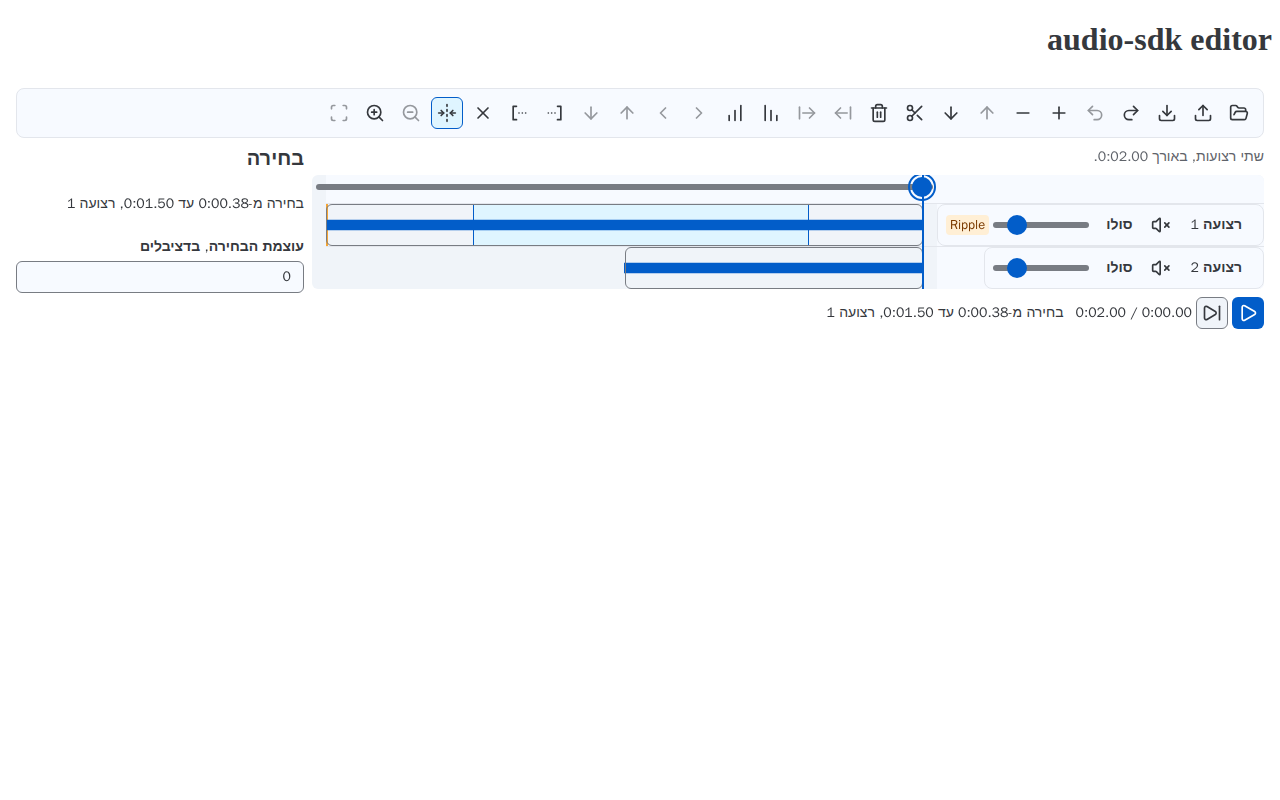 audio-sdk editor
שתי רצועות, באורך 0:02.00.
רצועה 1 סולו Ripple
רצועה 2 סולו
0:00.00 / 0:02.00 בחירה מ-0:00.38 עד 0:01.50, רצועה 1
בחירה
בחירה מ-0:00.38 עד 0:01.50, רצועה 1
עוצמת הבחירה, בדציבלים
0